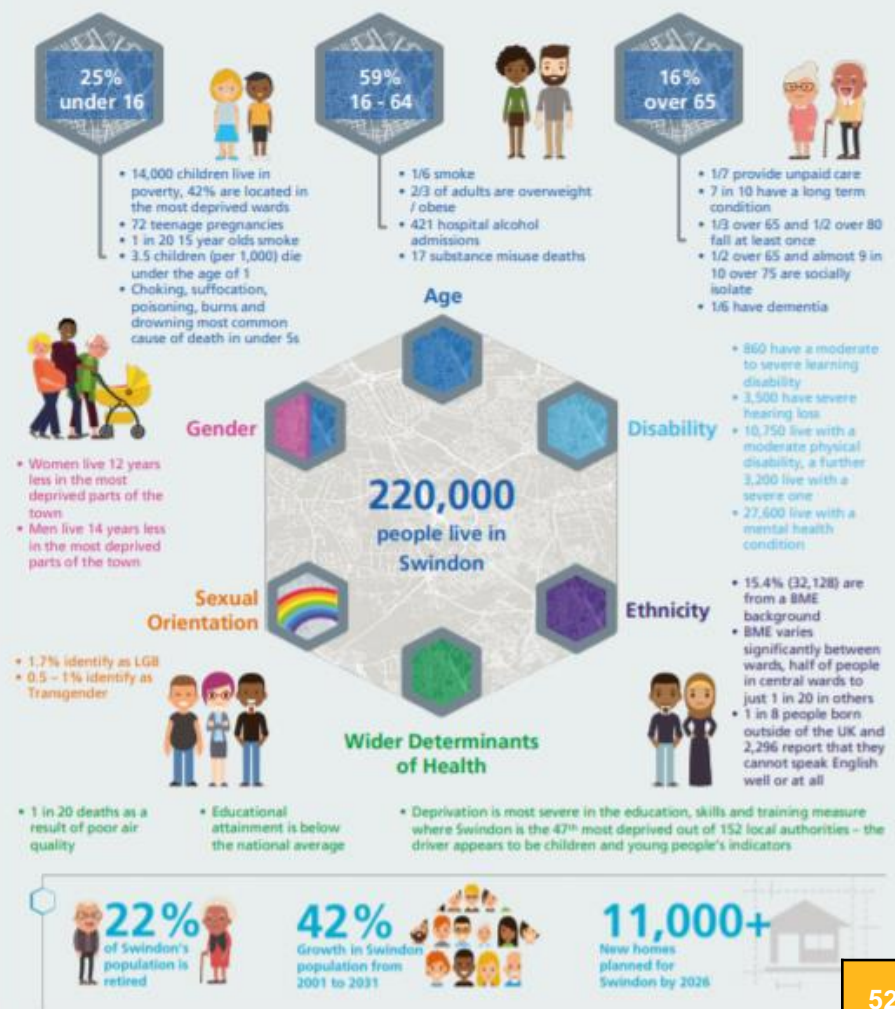 25%
under 16
59%
16 - 64
16%
over 65
• 14,000 children live in
poverty, 42% are located in
the most deprived wards
• 72 teenage pregnancies
• 1 in 20 15 year olds smoke
• 3.5 children (per 1,000) die
under the age of 1
• Choking, suffocation,
poisoning, burns and
drowning most common
cause of death in under 5s
• 1/6 smoke
• 2/3 of adults are overweight
/ obese
• 421 hospital alcohol
admissions
• 17 substance misuse deaths
• 1/7 provide unpaid care
• 7 in 10 have a long term
condition
• 1/3 over 65 and 1/2 over 80
fall at least once
• 1/2 over 65 and almost 9 in
10 over 75 are socially
isolate
• 1/6 have dementia
Age
Gender
• Women live 12 years
less in the most
deprived parts of the
town
• Men live 14 years less
in the most deprived
parts of the town
Disability
• 860 have a moderate
to severe learning
disability
• 3,500 have severe
hearing loss
• 10,750 live with a
moderate physical
disability, a further
3,200 live with a
severe one
• 27,600 live with a
mental health
condition
220,000
people live in
Swindon
Sexual
Orientation
• 1.7% identify as LGB
• 0.5 – 1% identify as
Transgender
Ethnicity
• 15.4% (32,128) are
from a BME
background
• BME varies
significantly between
wards, half of people
in central wards to
just 1 in 20 in others
• 1 in 8 people born
outside of the UK and
2,296 report that they
cannot speak English
well or at all
Wider Determinants
of Health
• 1 in 20 deaths as a
result of poor air
quality
• Educational
attainment is below
the national average
• Deprivation is most severe in the education, skills and training measure
where Swindon is the 47th most deprived out of 152 local authorities – the
driver appears to be children and young people's indicators
22%
of Swindon's
population is
retired
42%
Growth in Swindon
population from
2001 to 2031
11,000+
New homes
planned for
Swindon by 2026
52